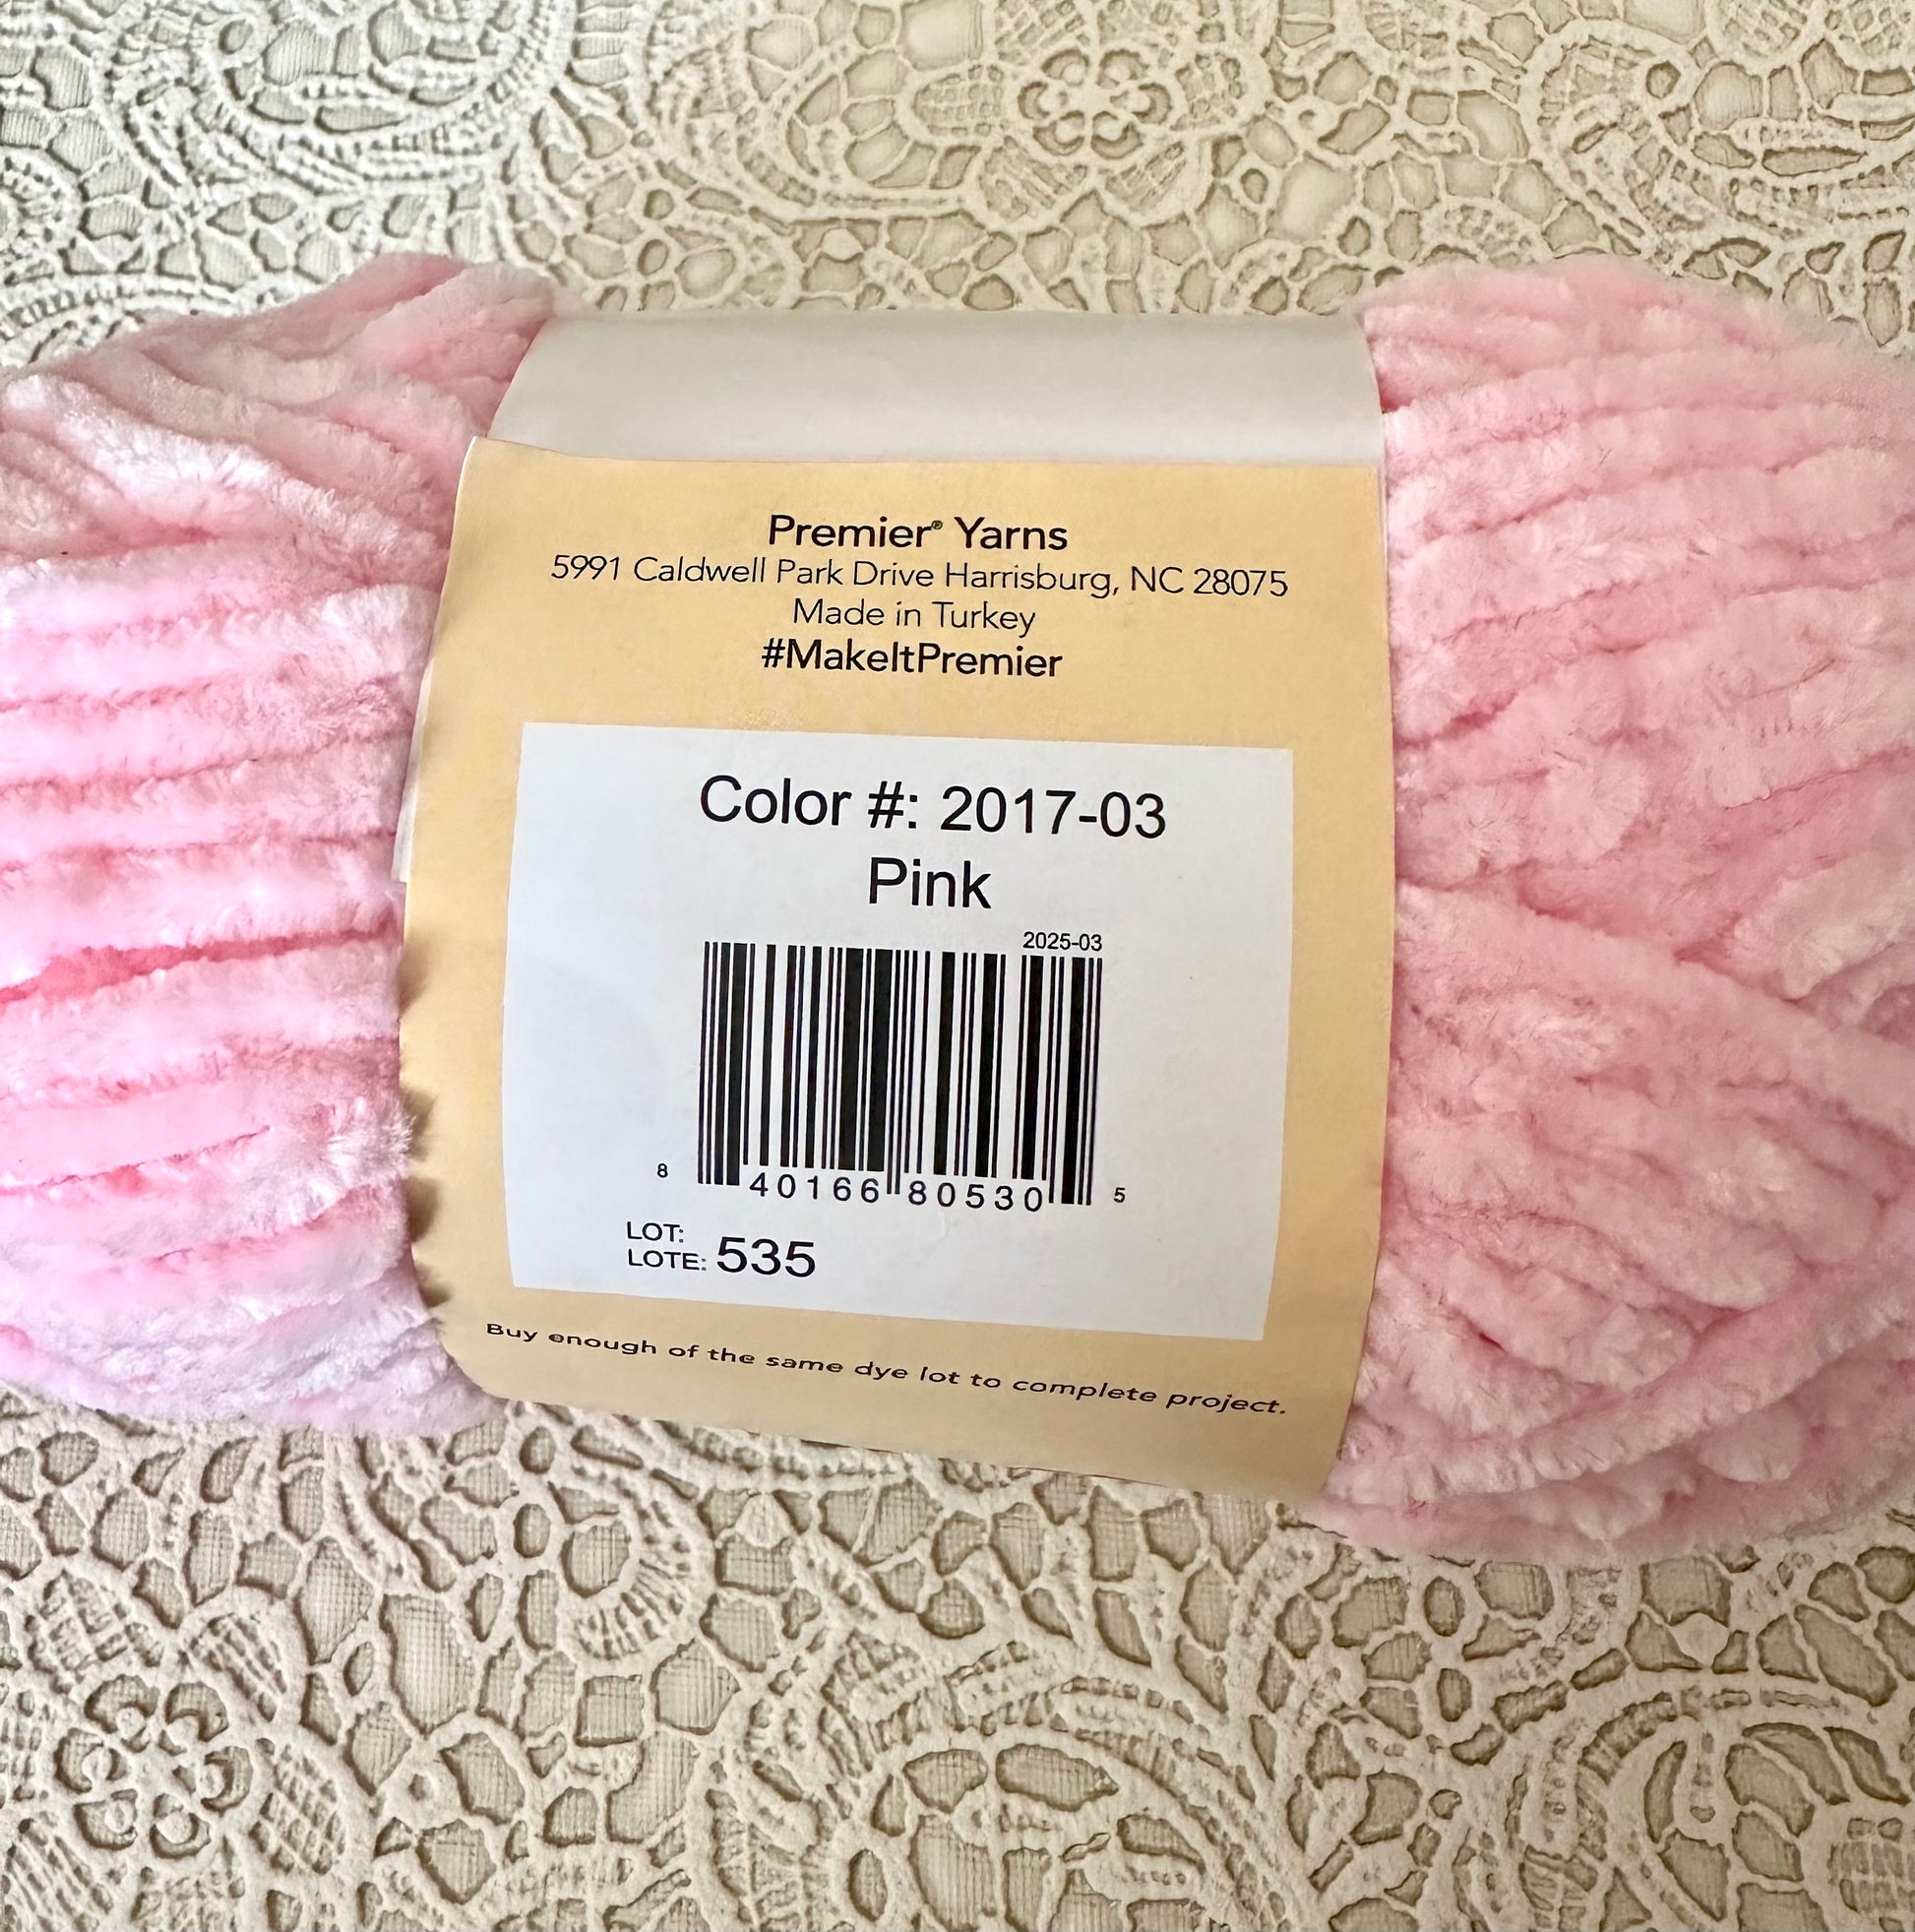 Premier® Yarns
5991 Caldwell Park Drive Harrisburg, NC 28075
Made in Turkey
#MakeItPremier
Color #: 2017-03
Pink
2025-03
8 40166 80530 5
LOT:
LOTE: 535
Buy enough of the same dye lot to complete project.